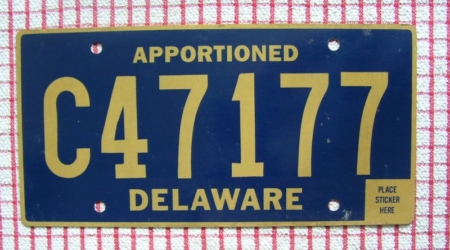 APPORTIONED
C47177
DELAWARE
PLACE
STICKER
HERE